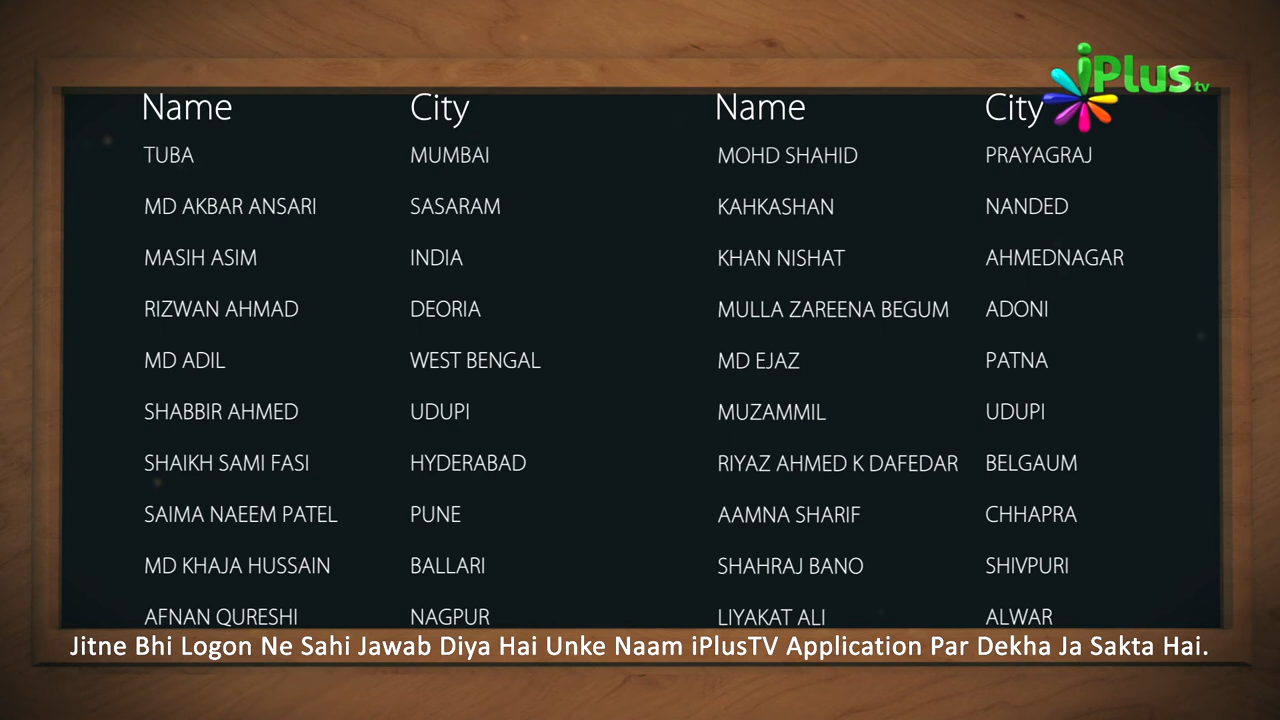 iPlus tv
Name City Name City
TUBA MUMBAI MOHD SHAHID PRAYAGRAJ
MD AKBAR ANSARI SASARAM KAHKASHAN NANDED
MASIH ASIM INDIA KHAN NISHAT AHMEDNAGAR
RIZWAN AHMAD DEORIA MULLA ZAREENA BEGUM ADONI
MD ADIL WEST BENGAL MD EJAZ PATNA
SHABBIR AHMED UDUPI MUZAMMIL UDUPI
SHAIKH SAMI FASI HYDERABAD RIYAZ AHMED K DAFEDAR BELGAUM
SAIMA NAEEM PATEL PUNE AAMNA SHARIF CHHAPRA
MD KHAJA HUSSAIN BALLARI SHAHRAJ BANO SHIVPURI
AFNAN QURESHI NAGPUR LIYAKAT ALI ALWAR
Jitne Bhi Logon Ne Sahi Jawab Diya Hai Unke Naam iPlusTV Application Par Dekha Ja Sakta Hai.